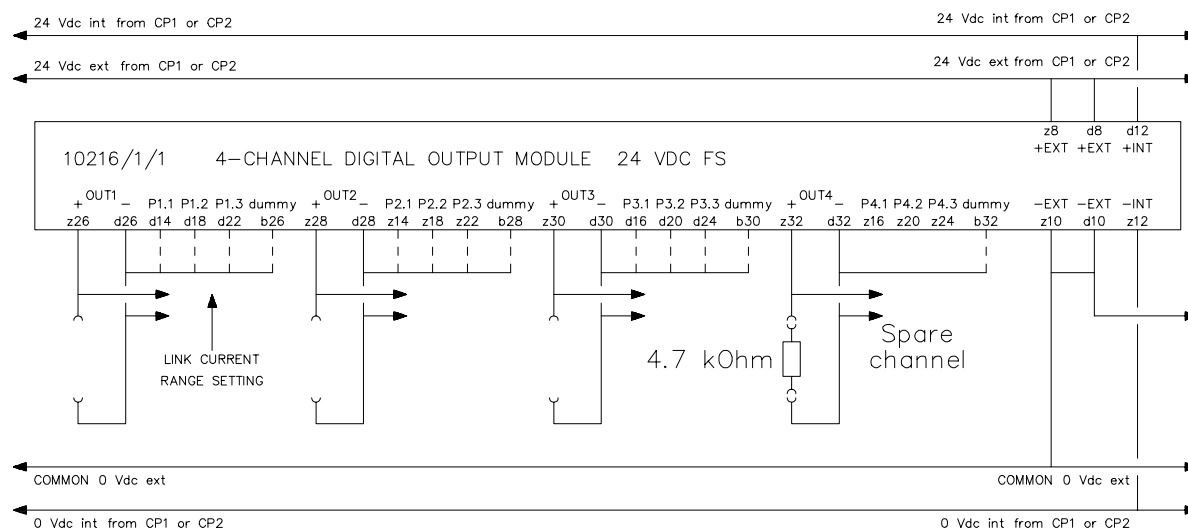 24 Vdc int from CP1 or CP2 24 Vdc int from CP1 or CP2
24 Vdc ext from CP1 or CP2 24 Vdc ext from CP1 or CP2
z8 d8 d12
+EXT +EXT +INT
10216/1/1 4-CHANNEL DIGITAL OUTPUT MODULE 24 VDC FS
+ OUT1 - P1.1 P1.2 P1.3 dummy + OUT2 - P2.1 P2.2 P2.3 dummy + OUT3 - P3.1 P3.2 P3.3 dummy + OUT4 - P4.1 P4.2 P4.3 dummy -EXT -EXT -INT
z26 d26 d14 d18 d22 b26 z28 d28 z14 z18 z22 b28 z30 d30 d16 d20 d24 b30 z32 d32 z16 z20 z24 b32 z10 d10 z12
LINK CURRENT
RANGE SETTING
4.7 kOhm
Spare
channel
COMMON 0 Vdc ext COMMON 0 Vdc ext
0 Vdc int from CP1 or CP2 0 Vdc int from CP1 or CP2